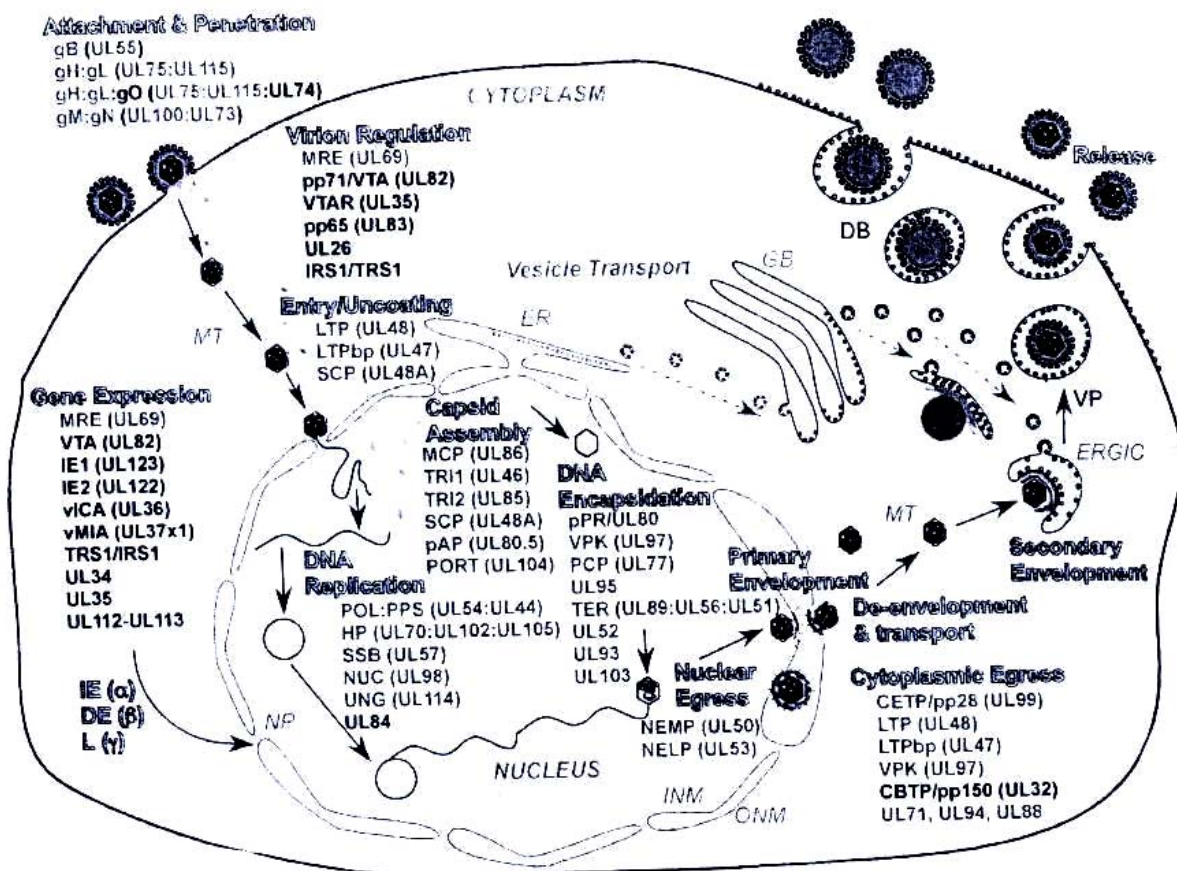 Attachment & Penetration
gB (UL55)
gH:gL (UL75:UL115)
gH:gL:gO (UL75:UL115:UL74)
gM:gN (UL100:UL73)
CYTOPLASM
Virion Regulation
MRE (UL69)
pp71/VTA (UL82)
VTAR (UL35)
pp65 (UL83)
UL26
IRS1/TRS1
Release
DB
Vesicle Transport
GB
Entry/Uncoating
LTP (UL48)
LTPbp (UL47)
SCP (UL48A)
ER
MT
Gene Expression
MRE (UL69)
VTA (UL82)
IE1 (UL123)
IE2 (UL122)
vICA (UL36)
vMIA (UL37x1)
TRS1/IRS1
UL34
UL35
UL112-UL113
Capsid
Assembly
MCP (UL86)
TRI1 (UL46)
TRI2 (UL85)
SCP (UL48A)
pAP (UL80.5)
PORT (UL104)
DNA
Encapsidation
pPR/UL80
VPK (UL97)
PCP (UL77)
UL95
TER (UL89:UL56:UL51)
UL52
UL93
UL103
VP
ERGIC
MT
Secondary
Envelopment
Primary
Envelopment
De-envelopment
& transport
DNA
Replication
POL:PPS (UL54:UL44)
HP (UL70:UL102:UL105)
SSB (UL57)
NUC (UL98)
UNG (UL114)
UL84
Nuclear
Egress
NEMP (UL50)
NELP (UL53)
Cytoplasmic Egress
CETP/pp28 (UL99)
LTP (UL48)
LTPbp (UL47)
VPK (UL97)
CBTP/pp150 (UL32)
UL71, UL94, UL88
IE (α)
DE (β)
L (γ)
NP
NUCLEUS
INM
ONM